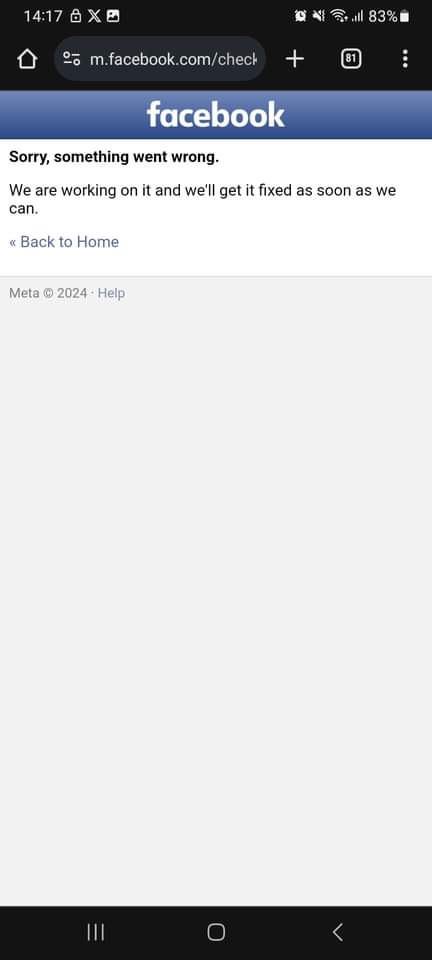 14:17 83%
m.facebook.com/check 81
facebook
Sorry, something went wrong.
We are working on it and we'll get it fixed as soon as we
can.
« Back to Home
Meta © 2024 · Help